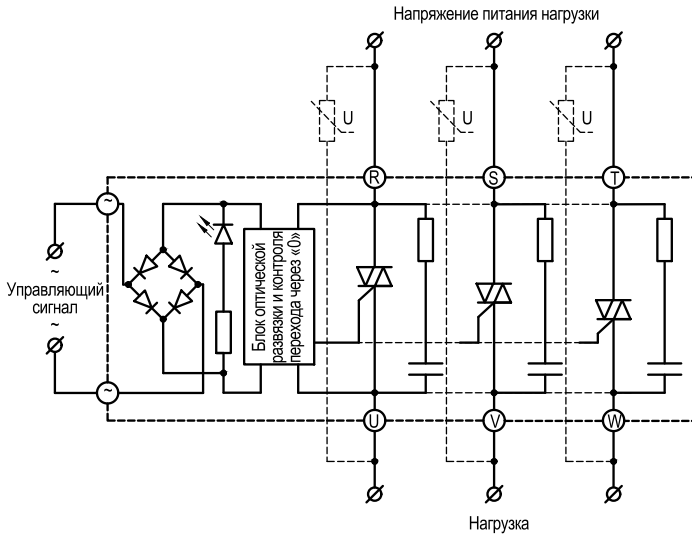 Напряжение питания нагрузки
U
U
U
R
S
T
~
~
Управляющий
сигнал
~
Блок оптической
развязки и контроля
перехода через «0»
~
U
V
W
Нагрузка